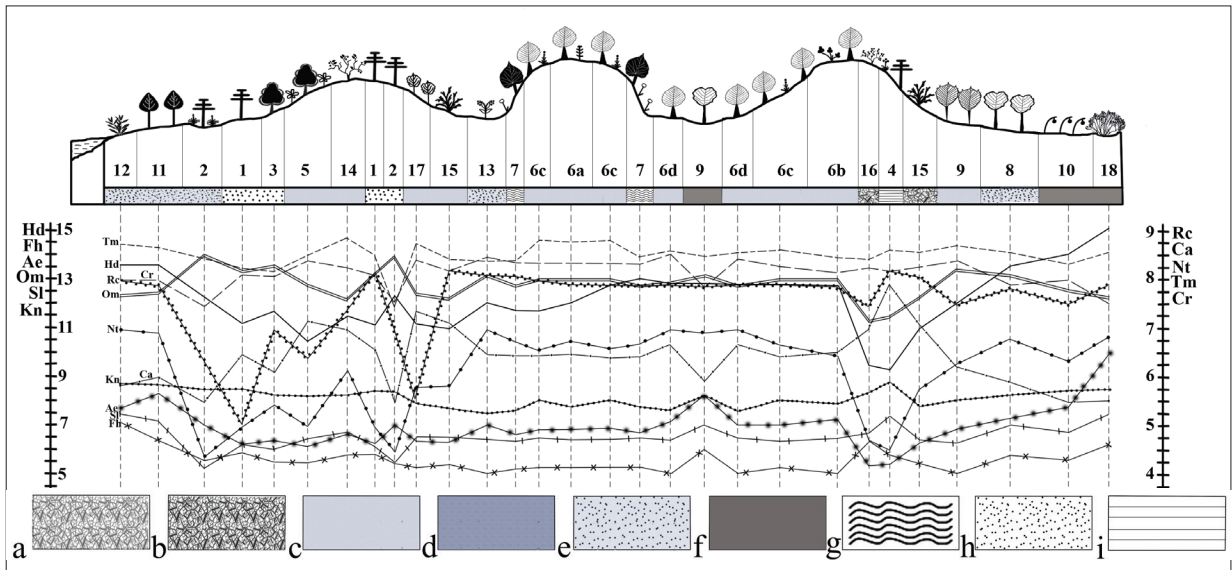 12 11 2 1 3 5 14 1 2 17 15 13 7 6c 6a 6c 7 6d 9 6d 6c 6b 16 4 15 9 8 10 18
Hd 15
Fh
Ae
Om 13
Sl
Kn
11
9
7
5
Tm
Hd
Rc Cr
Om
Nt
Ca
Kn
Ae
Sl
Fh
9 Rc
Ca
Nt
8 Tm
Cr
7
6
5
4
a b c d e f g h i